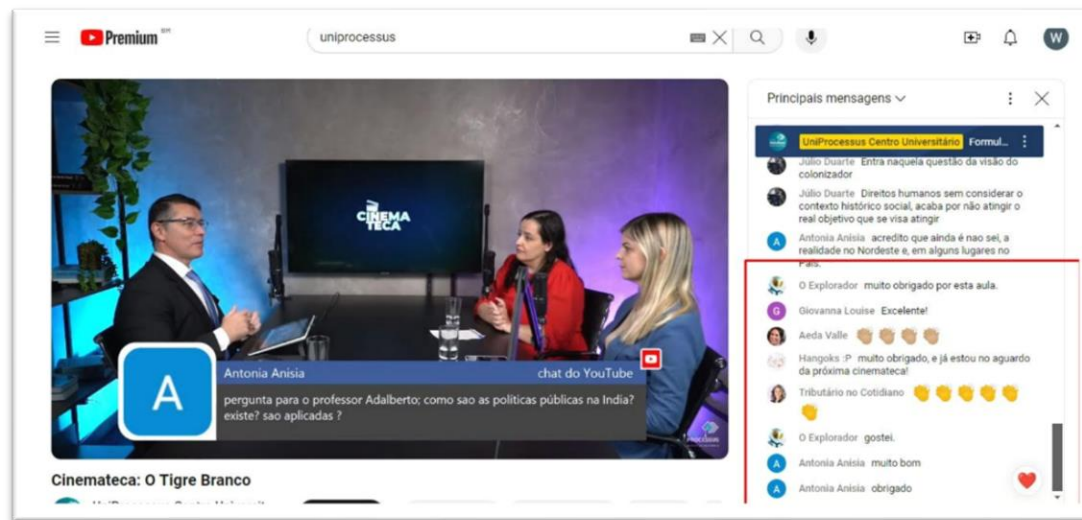 Premium BR
uniprocessus
W
CINEMA
TECA
A
Antonia Anisia chat do YouTube
pergunta para o professor Adalberto; como sao as políticas públicas na India?
existe? sao aplicadas ?
Cinemateca: O Tigre Branco
Principais mensagens
UniProcessus Centro Universitário Formul...
Júlio Duarte Entra naquela questão da visão do
colonizador
Júlio Duarte Direitos humanos sem considerar o
contexto histórico social, acaba por não atingir o
real objetivo que se visa atingir
A Antonia Anisia acredito que ainda é nao sei, a
realidade no Nordeste e, em alguns lugares no
País.
O Explorador muito obrigado por esta aula.
G Giovanna Louise Excelente!
Aeda Valle 👏🏼👏🏼👏🏼👏🏼
Hangoks :P muito obrigado, e já estou no aguardo
da próxima cinemateca!
Tributário no Cotidiano 👏👏👏👏👏
👏
O Explorador gostei.
A Antonia Anisia muito bom
A Antonia Anisia obrigado